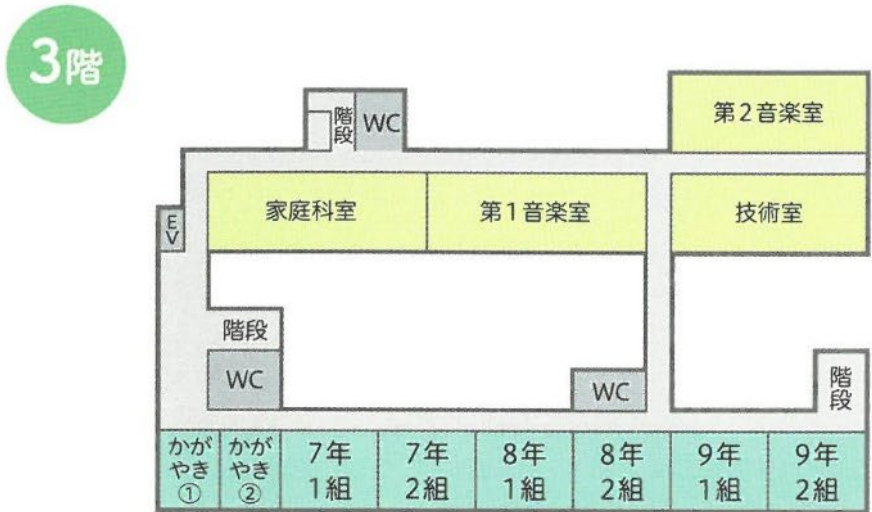 3階
階段
WC
第2音楽室
家庭科室
第1音楽室
技術室
EV
階段
WC
WC
階段
かが
やき
①
かが
やき
②
7年
1組
7年
2組
8年
1組
8年
2組
9年
1組
9年
2組